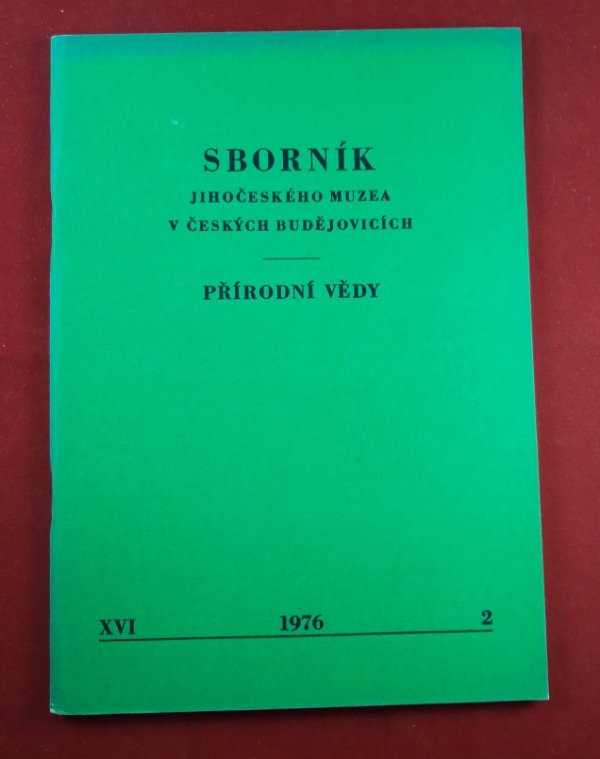 SBORNÍK
JIHOČESKÉHO MUZEA
V ČESKÝCH BUDĚJOVICÍCH
PŘÍRODNÍ VĚDY
XVI 1976 2